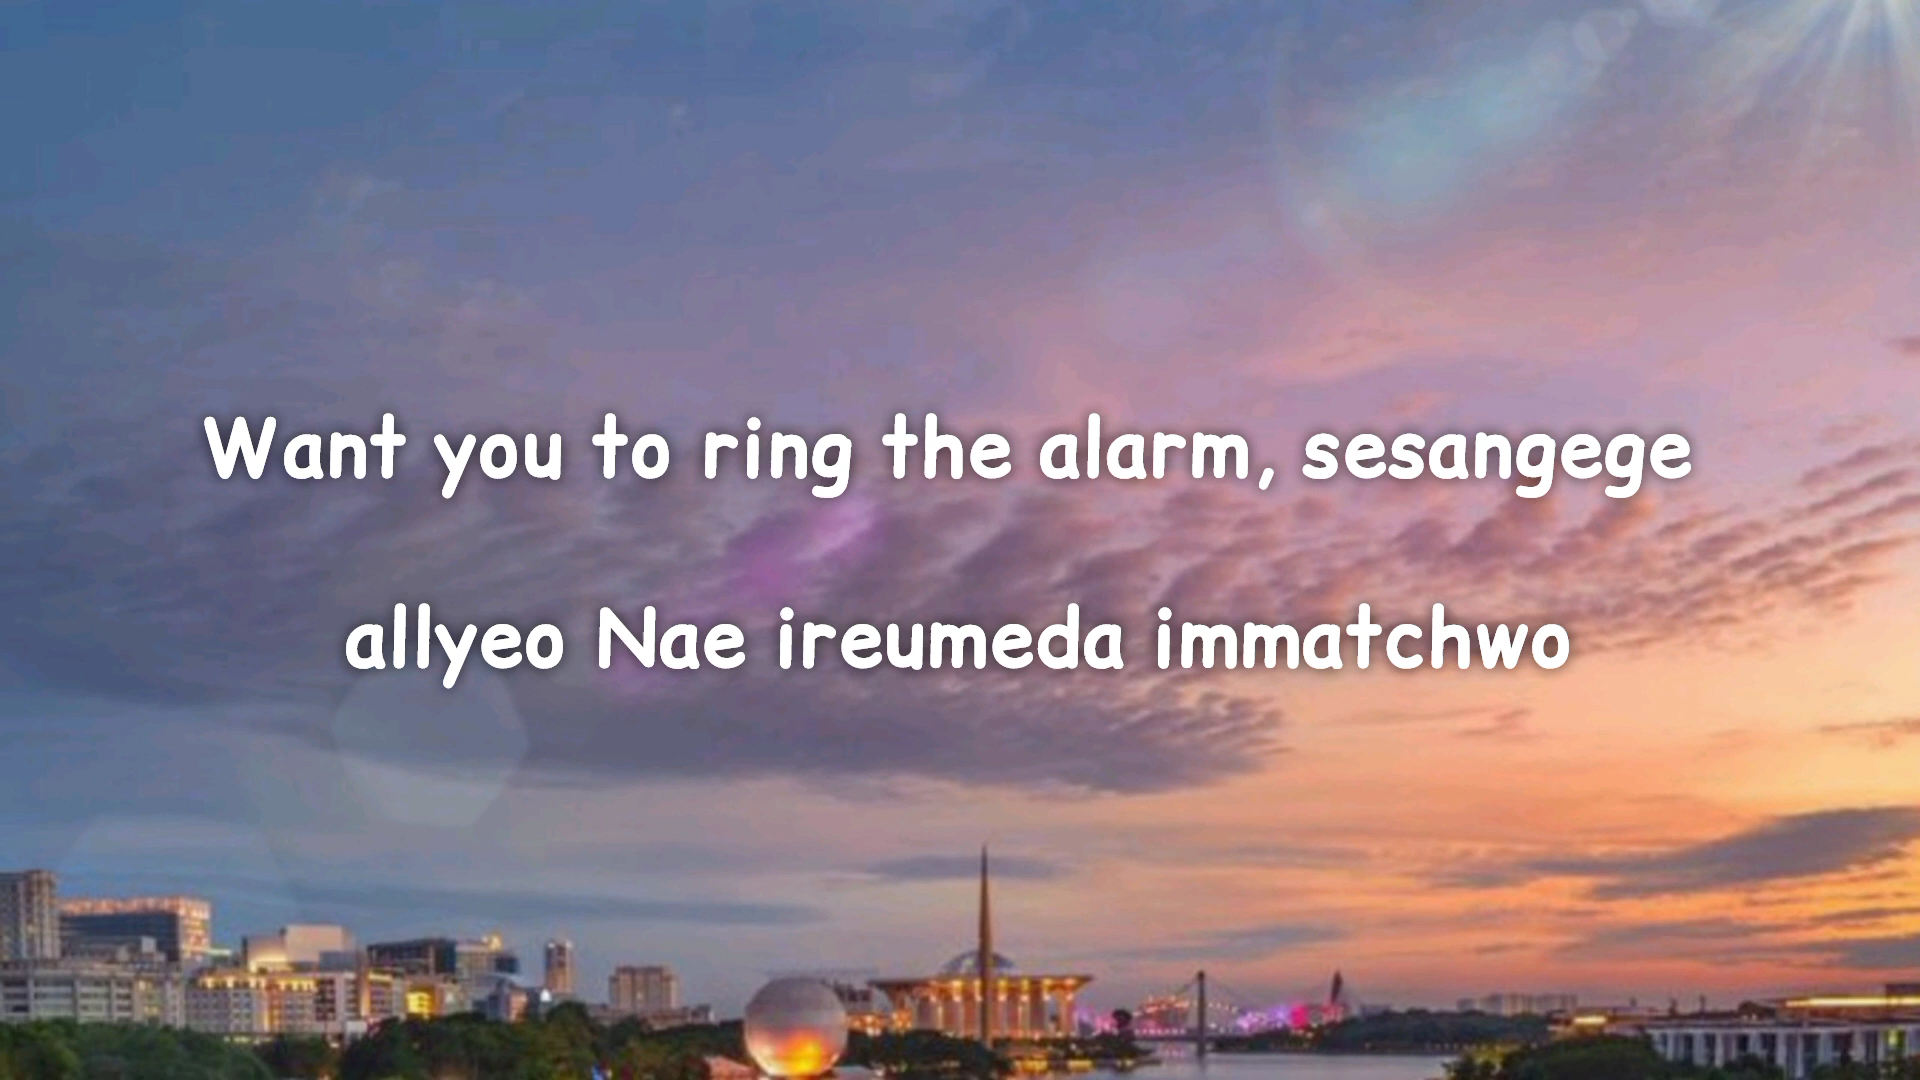 Want you to ring the alarm, sesangege
allyeo Nae ireumeda immatchwo